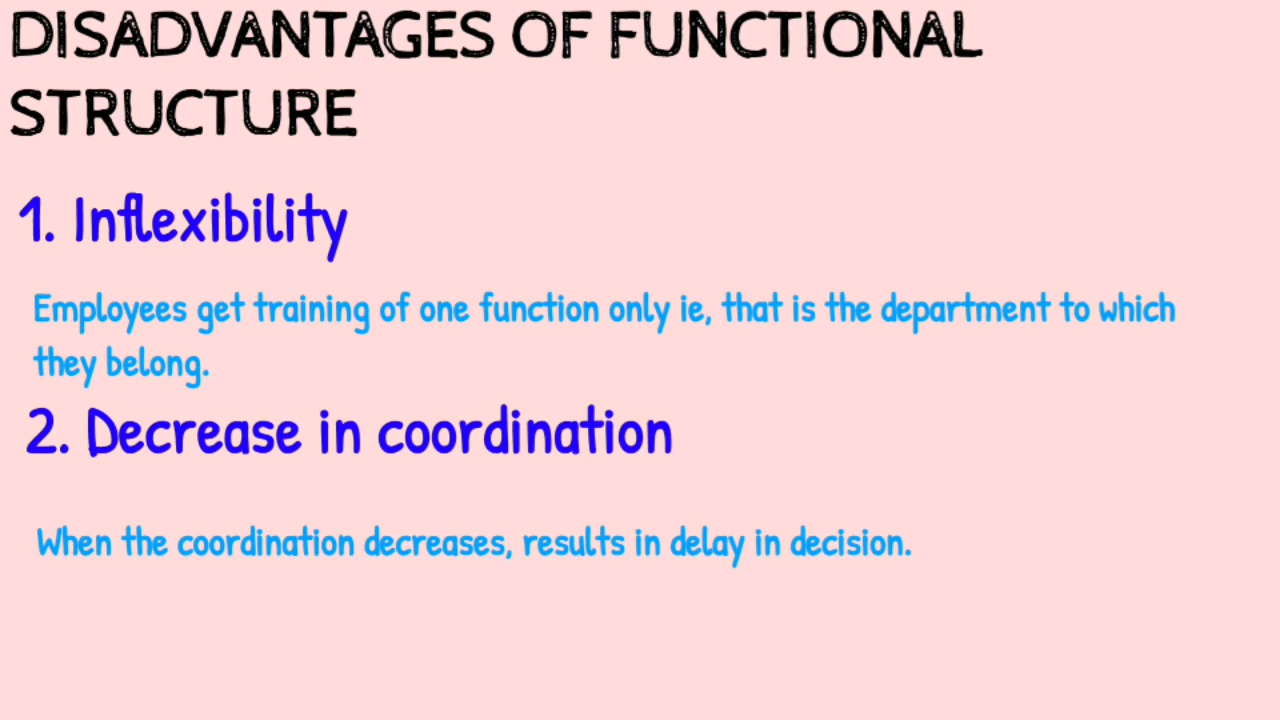 DISADVANTAGES OF FUNCTIONAL
STRUCTURE
1. Inflexibility
Employees get training of one function only ie, that is the department to which
they belong.
2. Decrease in coordination
When the coordination decreases, results in delay in decision.